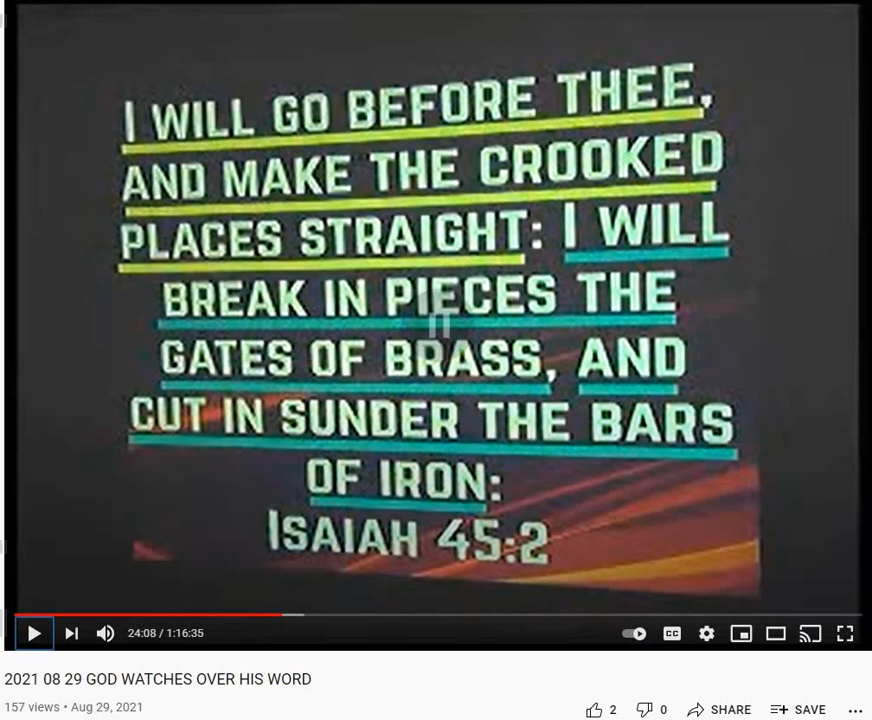 I WILL GO BEFORE THEE,
AND MAKE THE CROOKED
PLACES STRAIGHT: I WILL
BREAK IN PIECES THE
GATES OF BRASS, AND
CUT IN SUNDER THE BARS
OF IRON:
ISAIAH 45:2
24:08 / 1:16:35
CC
2021 08 29 GOD WATCHES OVER HIS WORD
157 views • Aug 29, 2021
2 0 SHARE SAVE